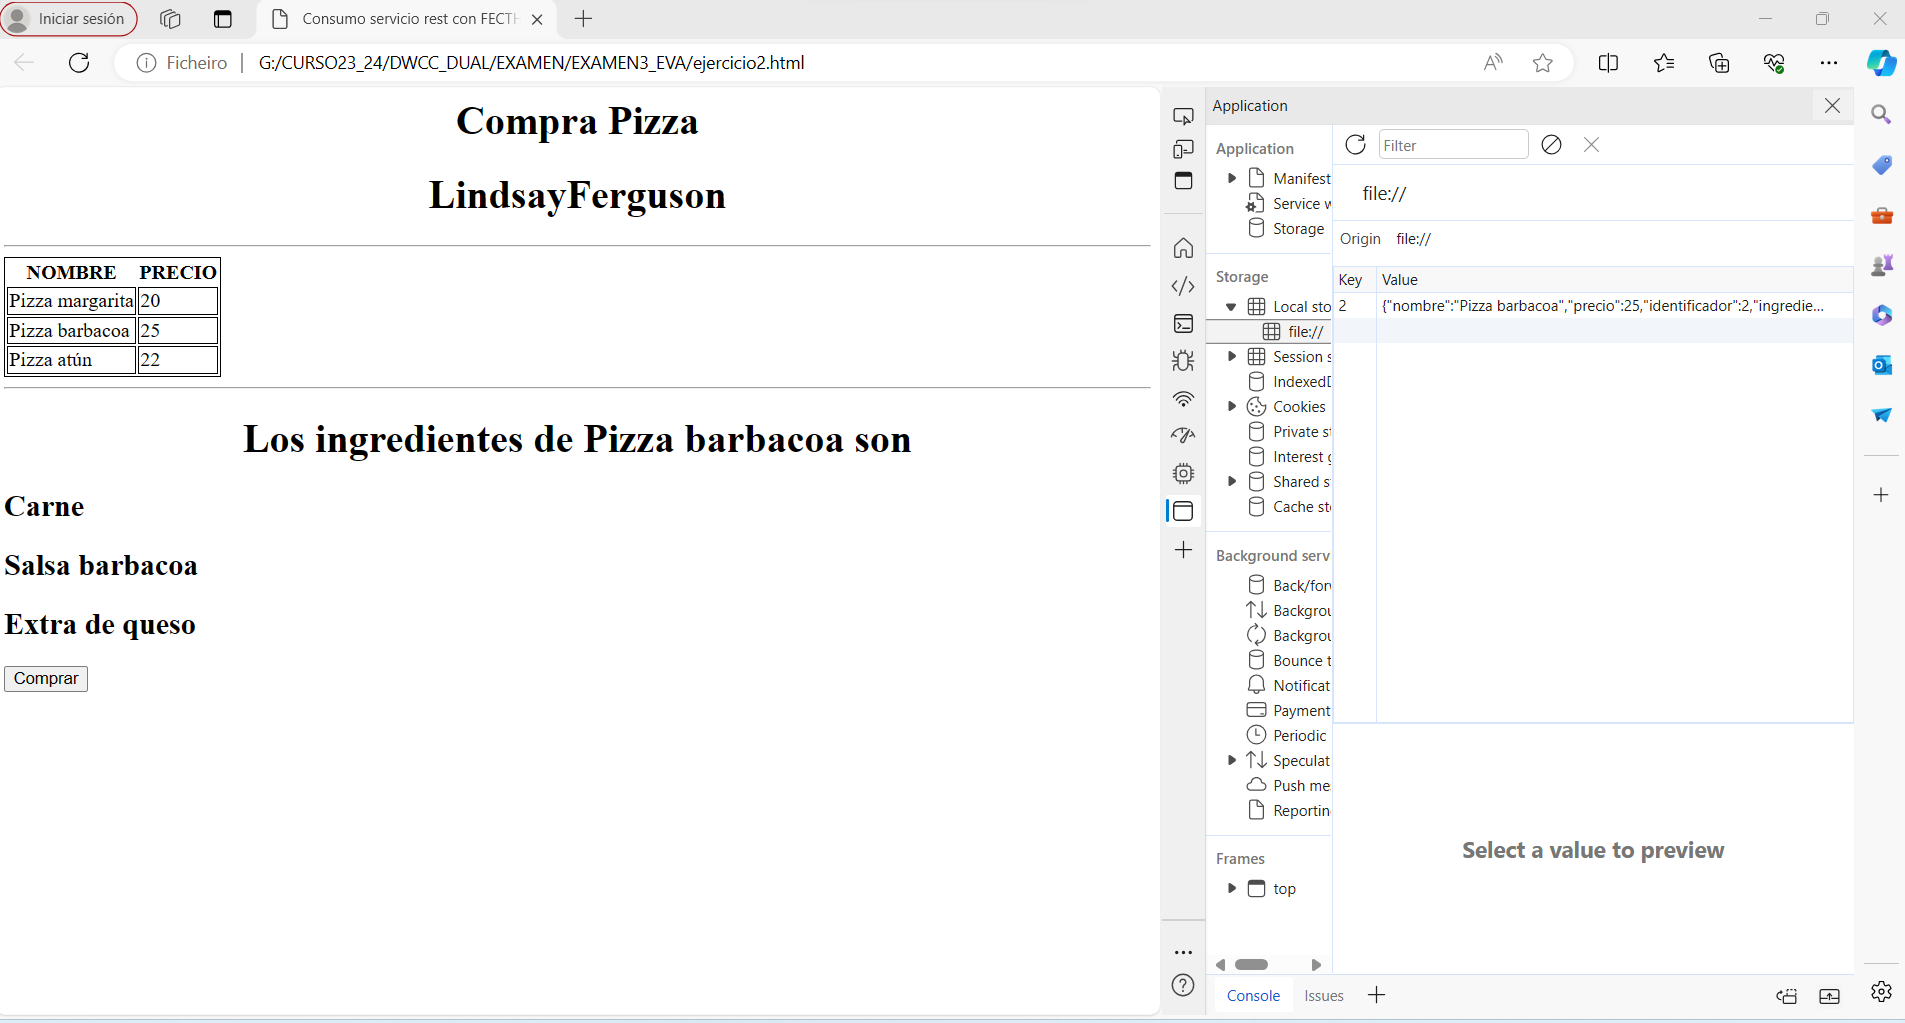 Iniciar sesión
Consumo servicio rest con FECTH
Ficheiro
G:/CURSO23_24/DWCC_DUAL/EXAMEN/EXAMEN3_EVA/ejercicio2.html
Compra Pizza
LindsayFerguson
NOMBRE PRECIO
Pizza margarita 20
Pizza barbacoa 25
Pizza atún 22
Los ingredientes de Pizza barbacoa son
Carne
Salsa barbacoa
Extra de queso
Comprar
Application
Application
Manifest
Service w
Storage
Storage
Local sto
file://
Session s
Indexed
Cookies
Private st
Interest g
Shared s
Cache sto
Background serv
Back/forw
Backgrou
Backgrou
Bounce t
Notificat
Payment
Periodic
Speculat
Push me
Reportin
Frames
top
Filter
file://
Origin file://
Key Value
2 {"nombre":"Pizza barbacoa","precio":25,"identificador":2,"ingredie...
Select a value to preview
Console Issues